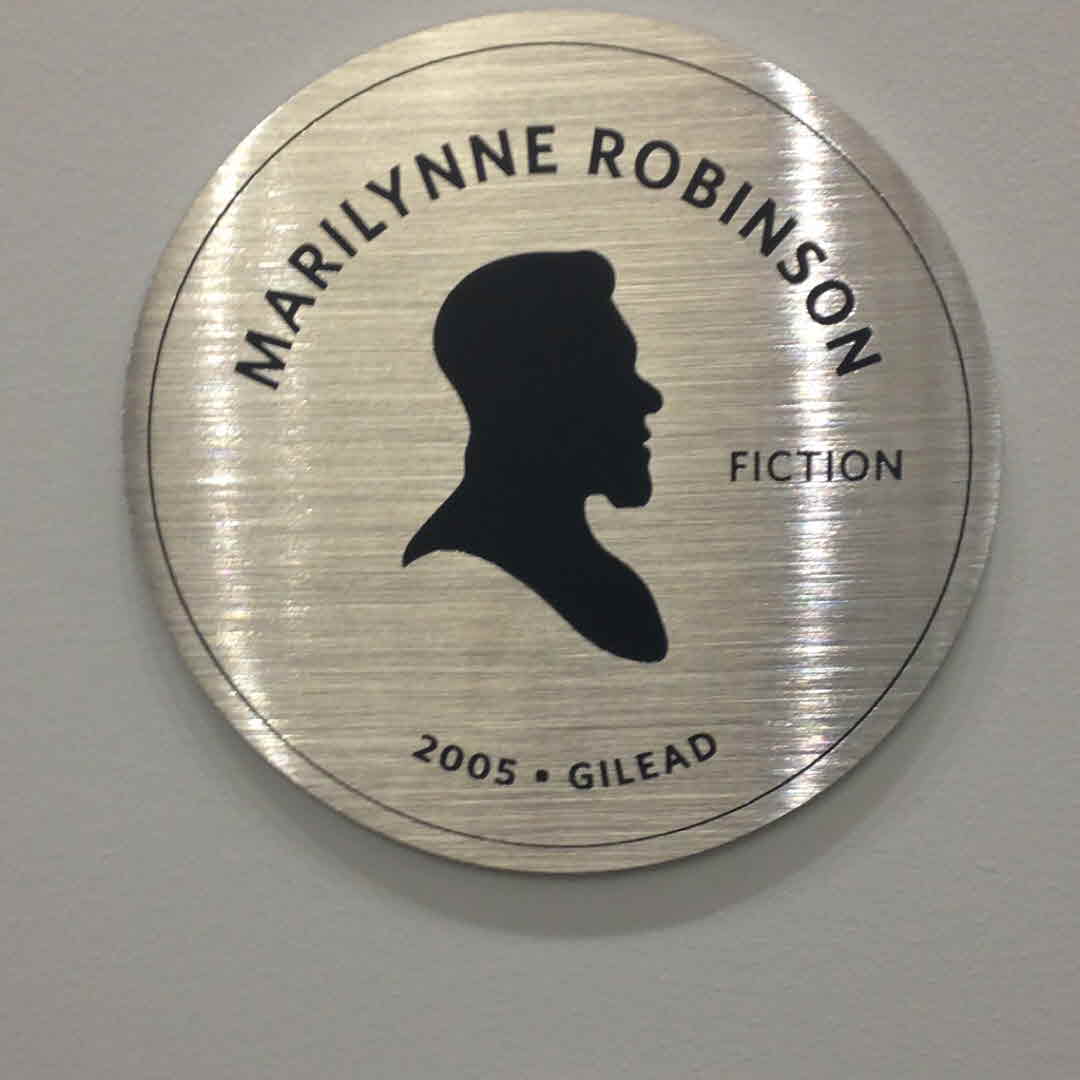 MARILYNNE ROBINSON
FICTION
2005 • GILEAD